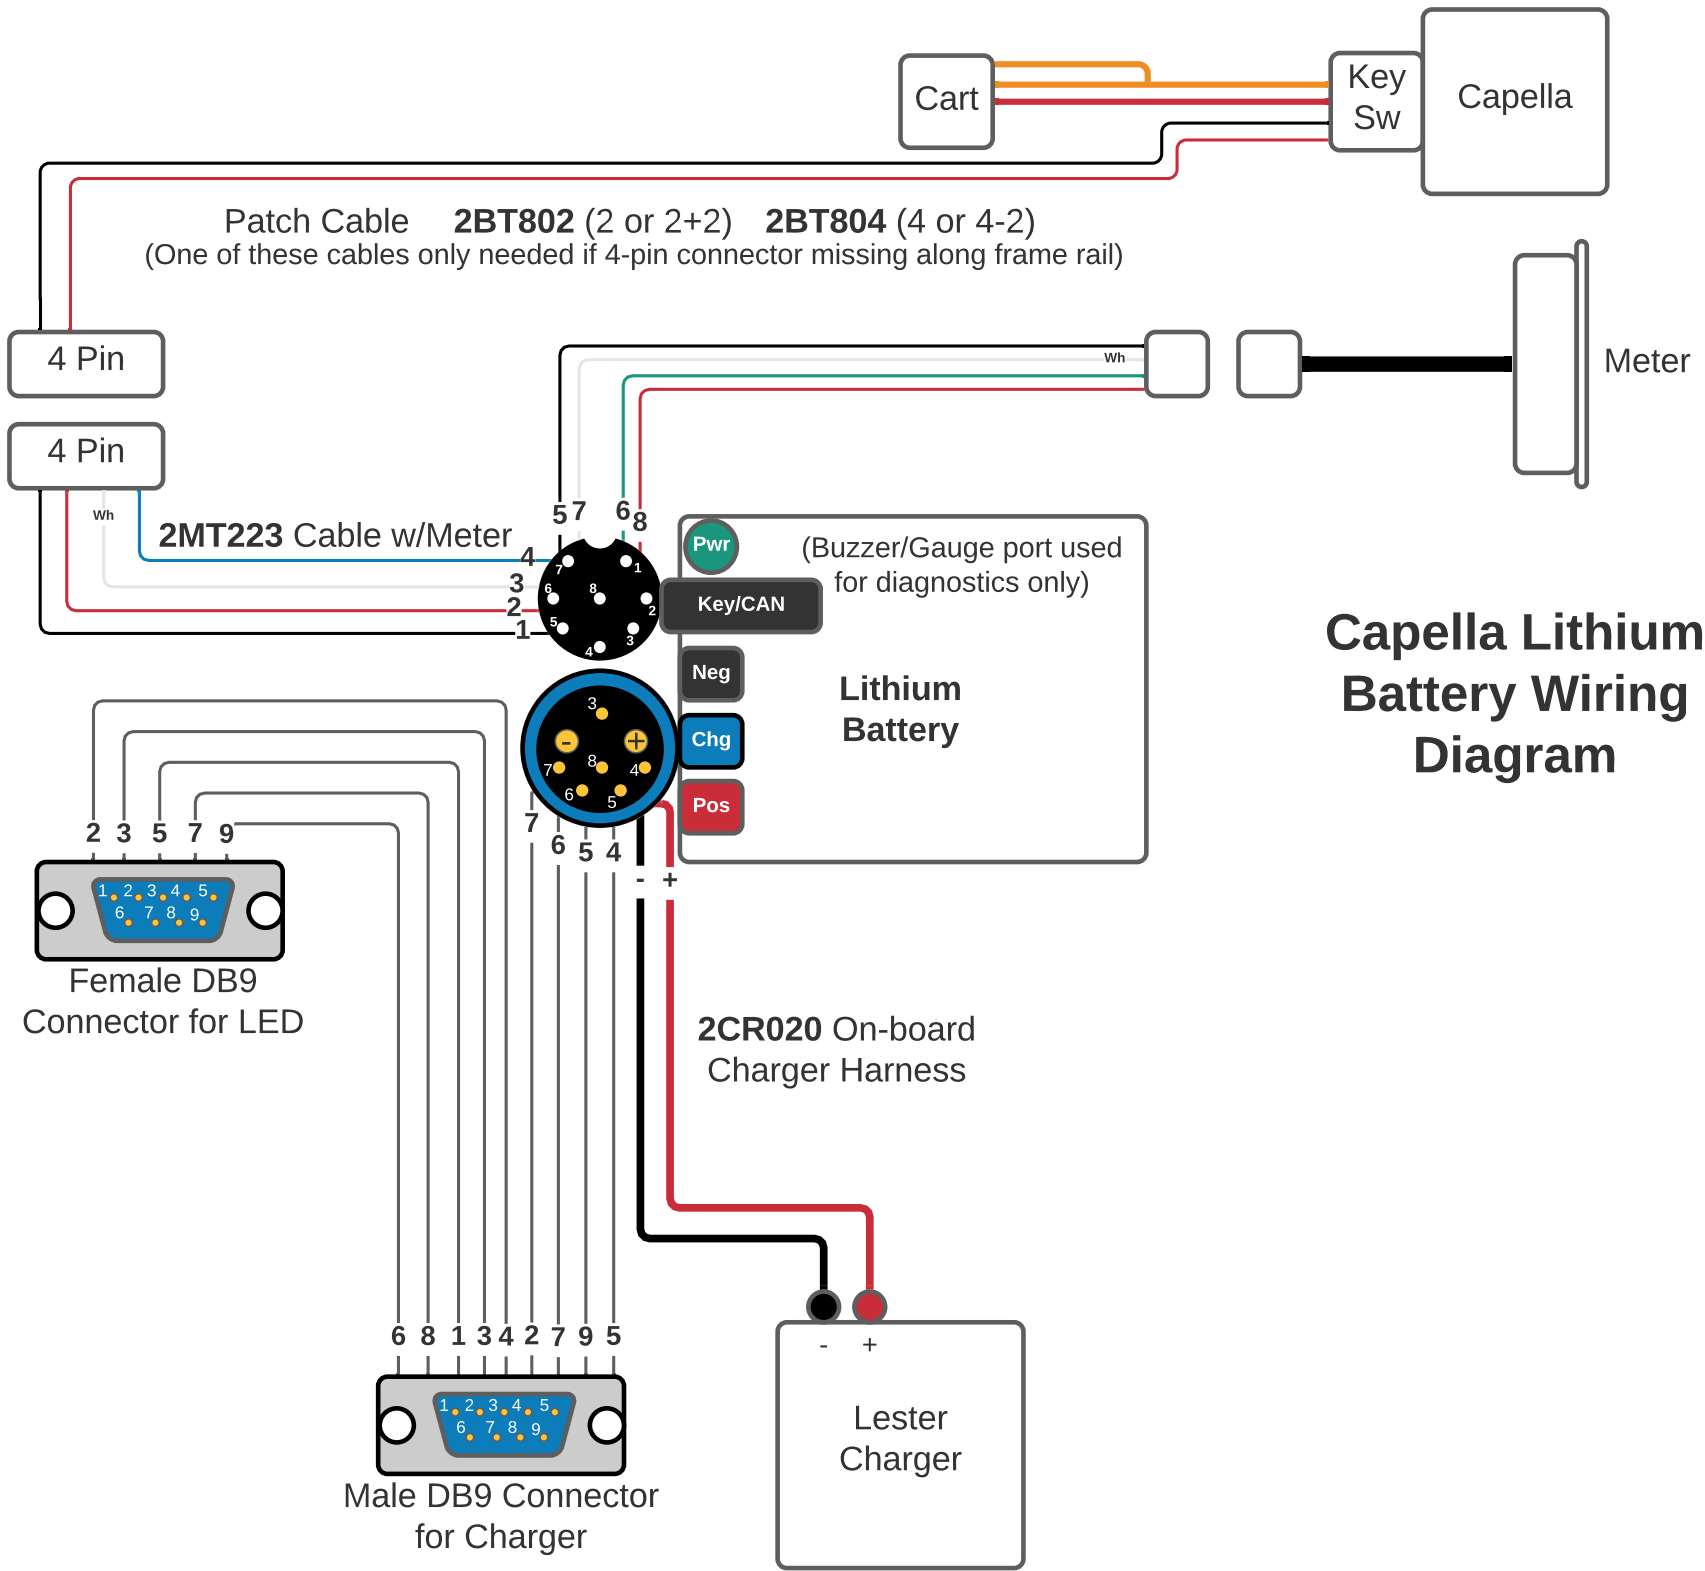 Cart
Key
Sw
Capella
Patch Cable 2BT802 (2 or 2+2) 2BT804 (4 or 4-2)
(One of these cables only needed if 4-pin connector missing along frame rail)
4 Pin
Wh
Meter
4 Pin
Wh
2MT223 Cable w/Meter
5 7 6 8
4
3
2
1
7 1
6 8 2
5 3
4
Pwr
(Buzzer/Gauge port used
for diagnostics only)
Key/CAN
Neg
Lithium
Battery
Chg
Pos
Capella Lithium
Battery Wiring
Diagram
3
- +
7 8 4
6 5
7 6 5 4 - +
2 3 5 7 9
1 2 3 4 5
6 7 8 9
Female DB9
Connector for LED
2CR020 On-board
Charger Harness
6 8 1 3 4 2 7 9 5
1 2 3 4 5
6 7 8 9
Male DB9 Connector
for Charger
- +
Lester
Charger